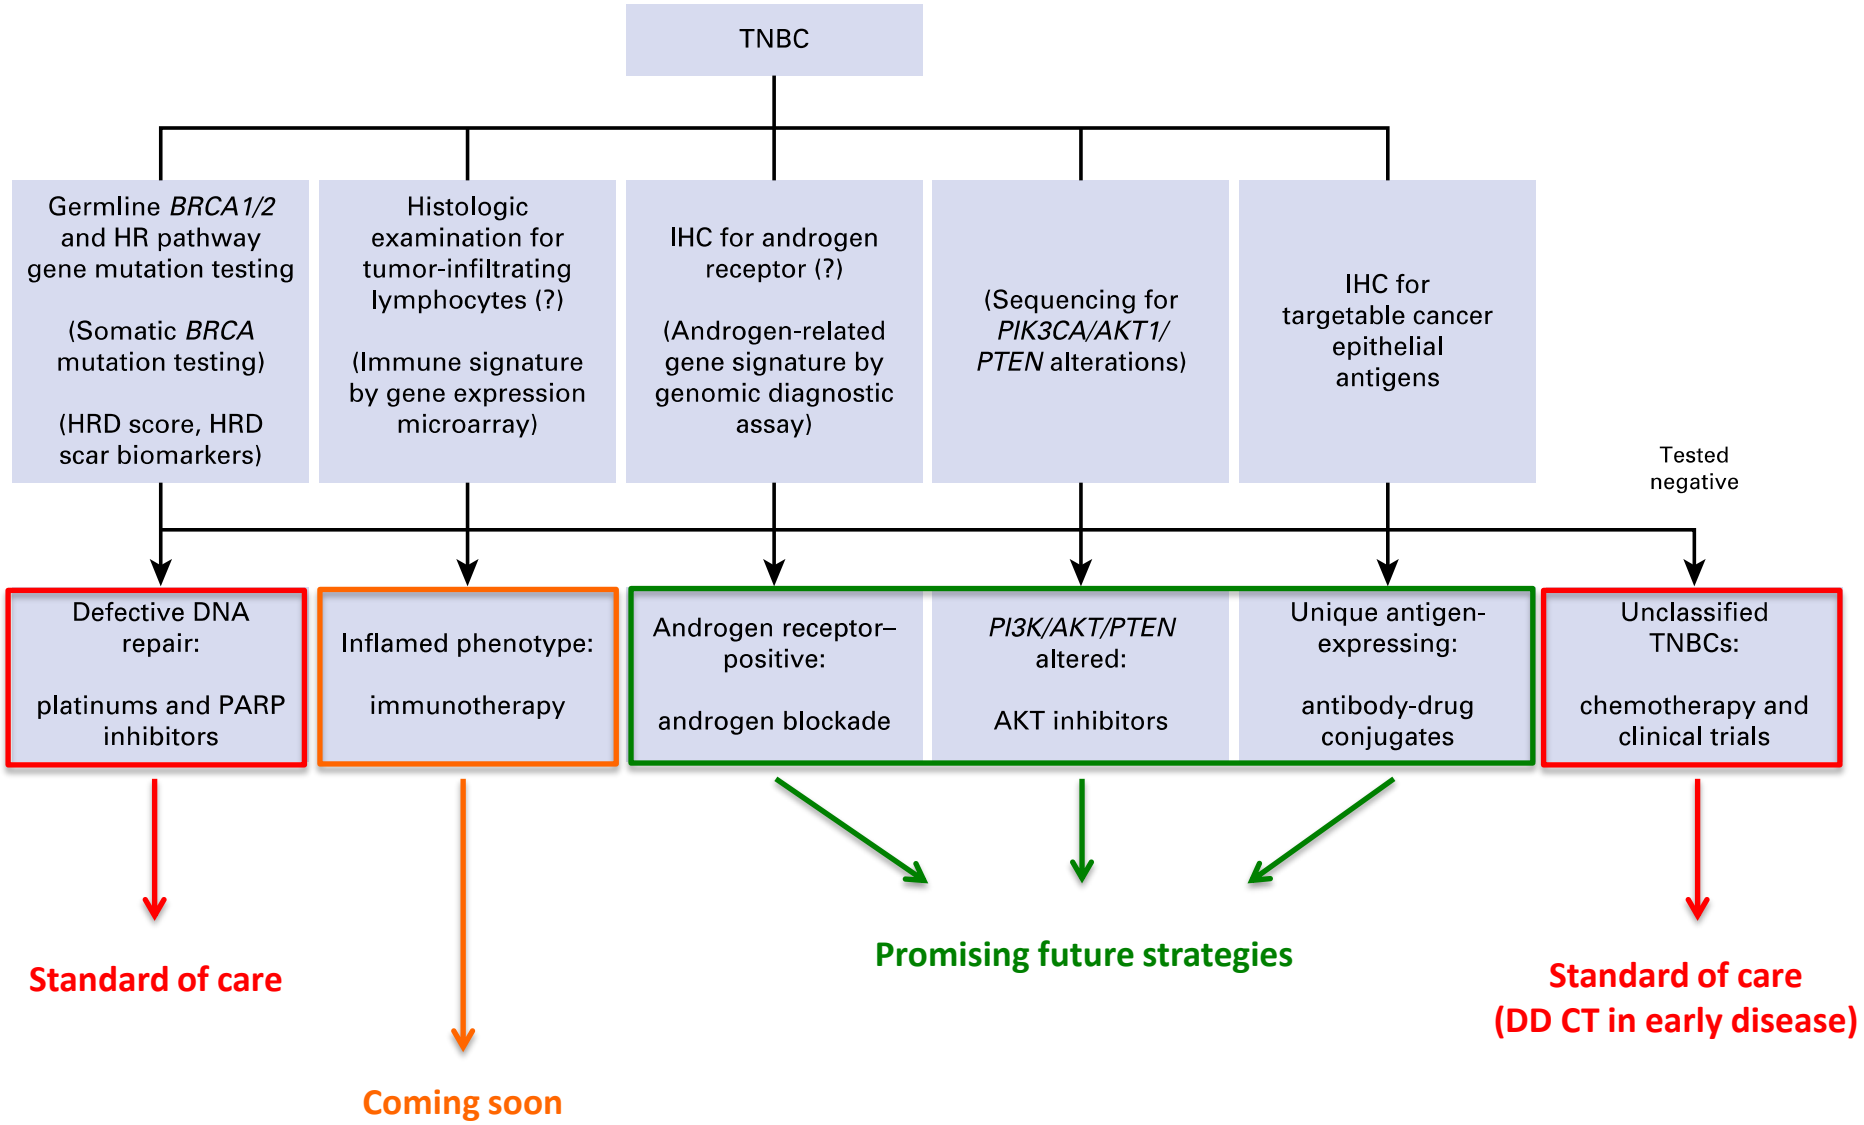 TNBC
Germline BRCA1/2
and HR pathway
gene mutation testing
(Somatic BRCA
mutation testing)
(HRD score, HRD
scar biomarkers)
Histologic
examination for
tumor-infiltrating
lymphocytes (?)
(Immune signature
by gene expression
microarray)
IHC for androgen
receptor (?)
(Androgen-related
gene signature by
genomic diagnostic
assay)
(Sequencing for
PIK3CA/AKT1/
PTEN alterations)
IHC for
targetable cancer
epithelial
antigens
Tested
negative
Defective DNA
repair:
platinums and PARP
inhibitors
Inflamed phenotype:
immunotherapy
Androgen receptor–
positive:
androgen blockade
PI3K/AKT/PTEN
altered:
AKT inhibitors
Unique antigen-
expressing:
antibody-drug
conjugates
Unclassified
TNBCs:
chemotherapy and
clinical trials
Standard of care
Coming soon
Promising future strategies
Standard of care
(DD CT in early disease)